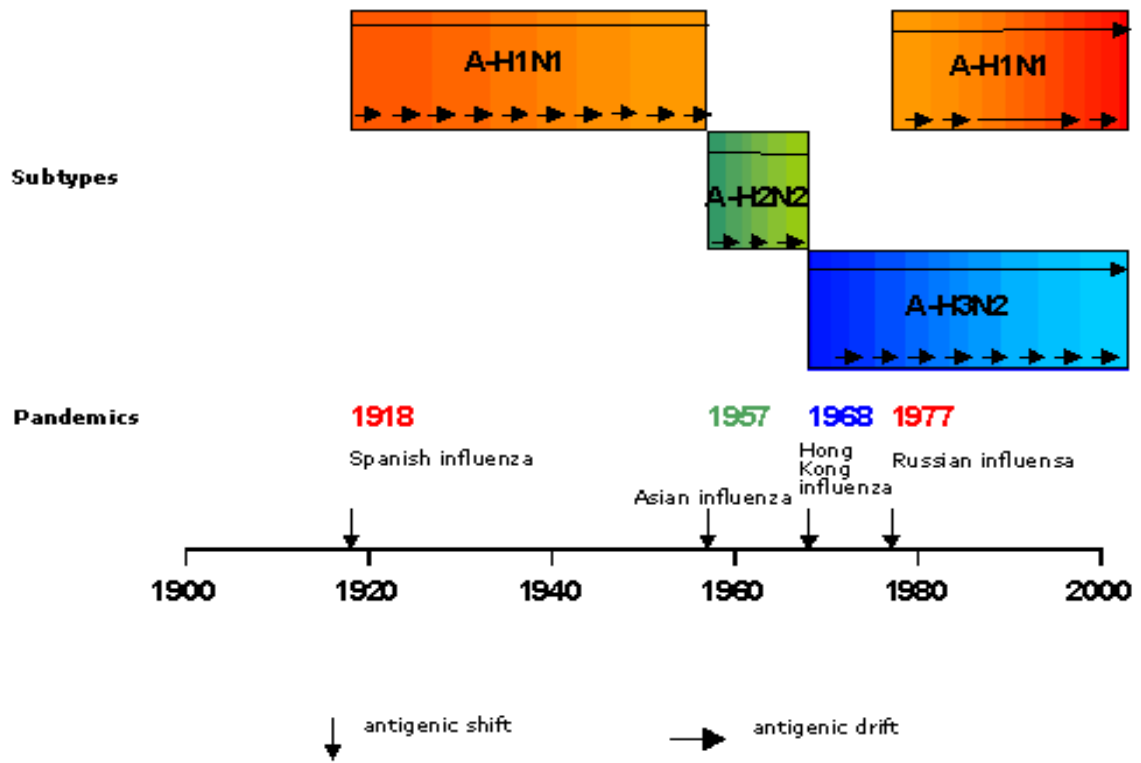 A-H1N1
A-H1N1
Subtypes
A-H2N2
A-H3N2
Pandemics
1918
1957
1968
1977
Spanish influenza
Asian influenza
Hong
Kong
influenza
Russian influensa
1900
1920
1940
1960
1980
2000
antigenic shift
antigenic drift